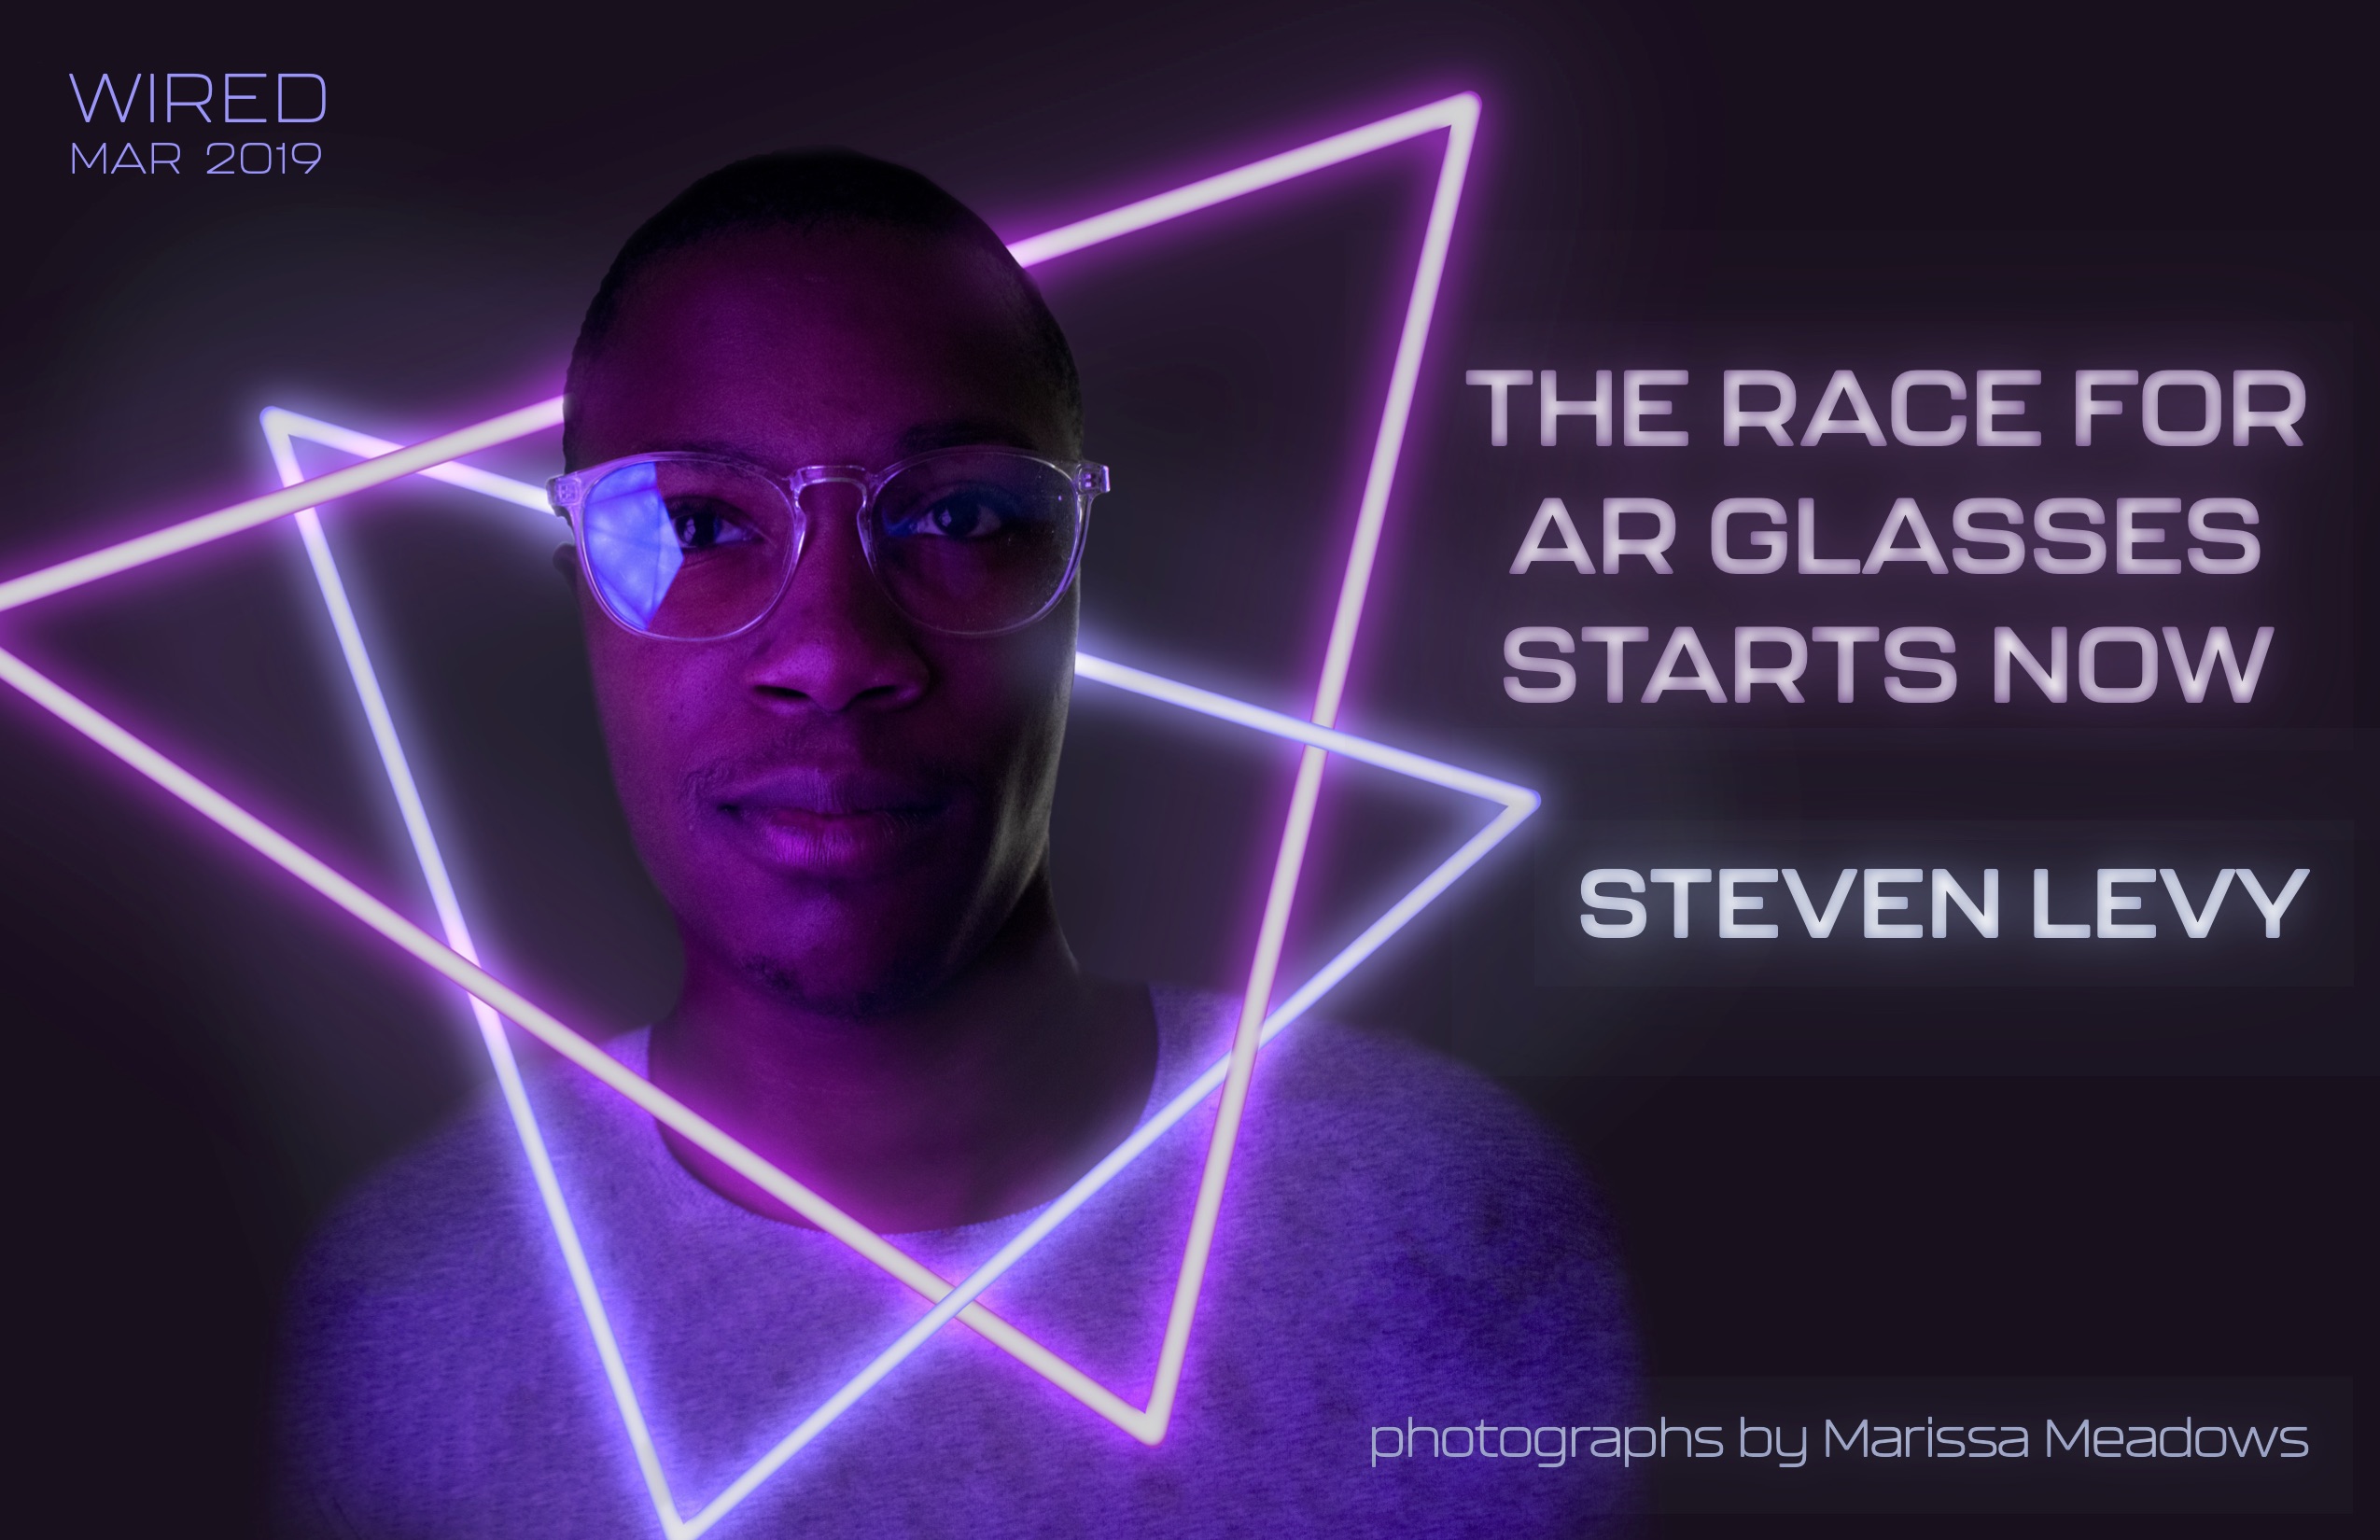 WIRED
MAR 2019
THE RACE FOR
AR GLASSES
STARTS NOW
STEVEN LEVY
photographs by Marissa Meadows